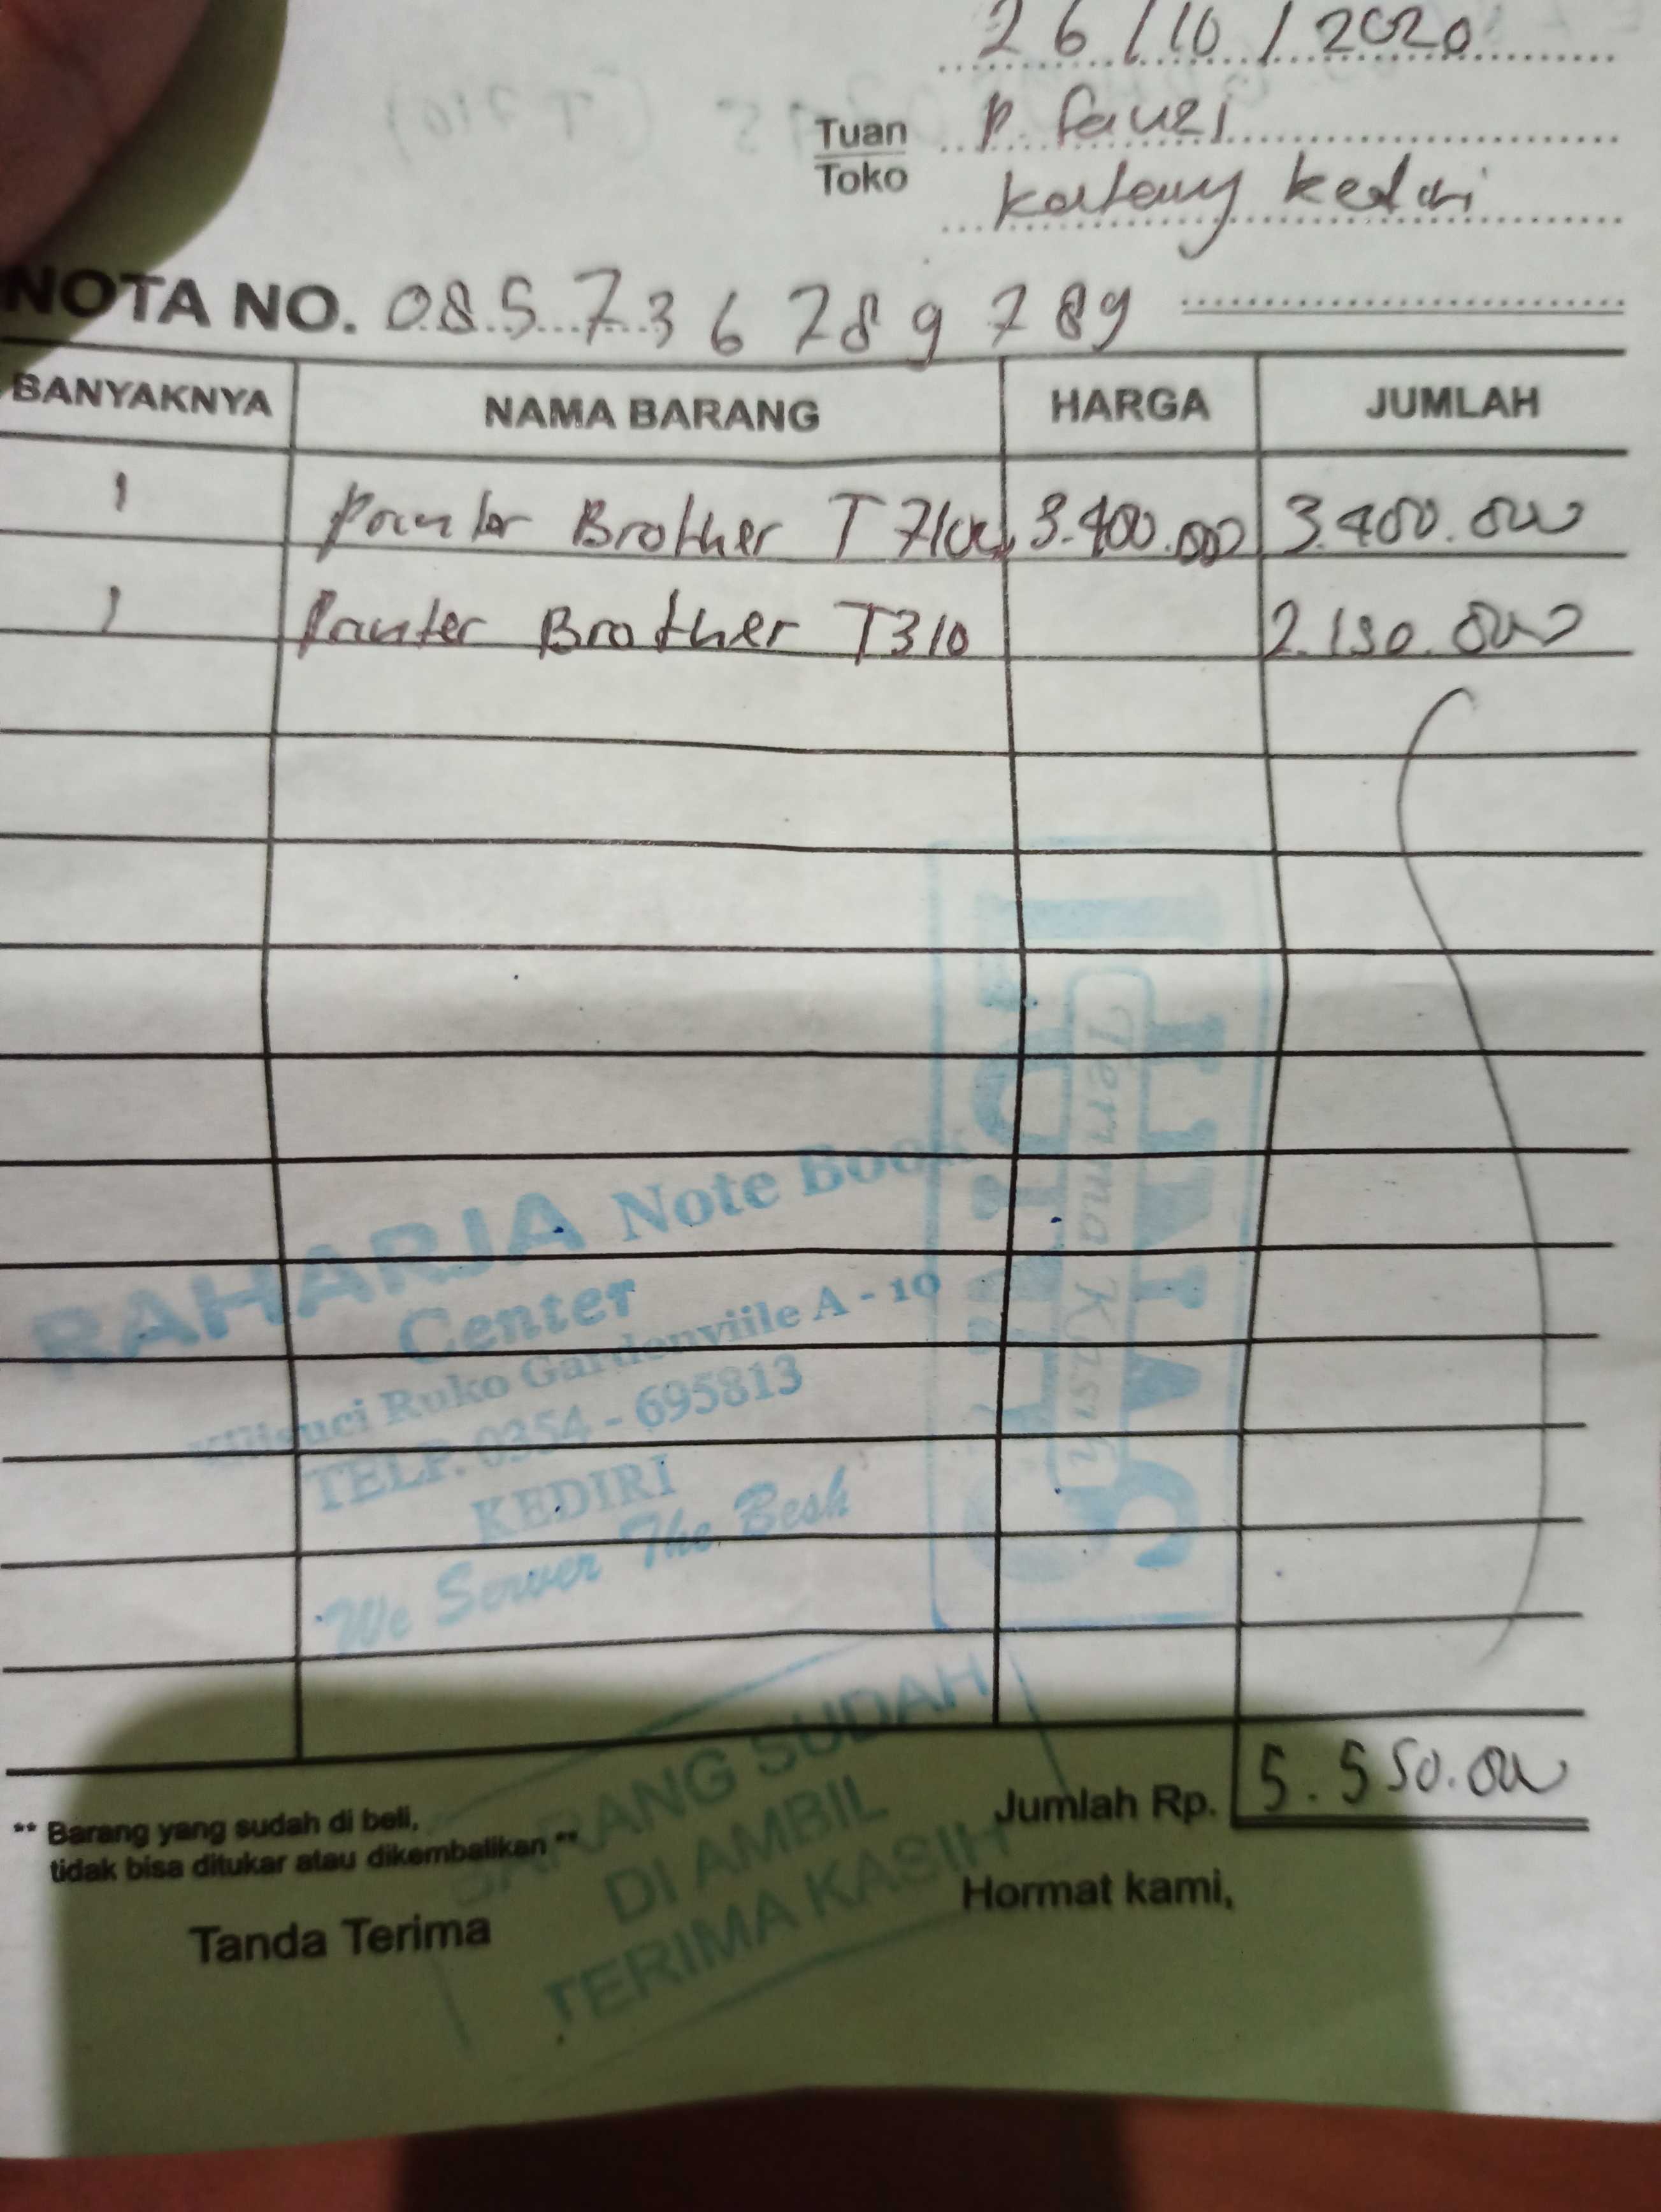 26/10/2020
Tuan P. Fauzi
Toko Kediri
NOTA NO. 085736789789
BANYAKNYA NAMA BARANG HARGA JUMLAH
1 Printer Brother 3.400.000 3.400.000
1 Printer Brother T310 2.150.000
RAHARJA Note Book
Center
Kilisuci Ruko Gardenviile A - 10
TELP. 0354 - 695813
KEDIRI
We Server The Besh
Terima Kasih
CASH
Jumlah Rp. 5.550.000
** Barang yang sudah di beli,
tidak bisa ditukar atau dikembalikan **
BARANG SUDAH
DI AMBIL
TERIMA KASIH
Tanda Terima Hormat kami,